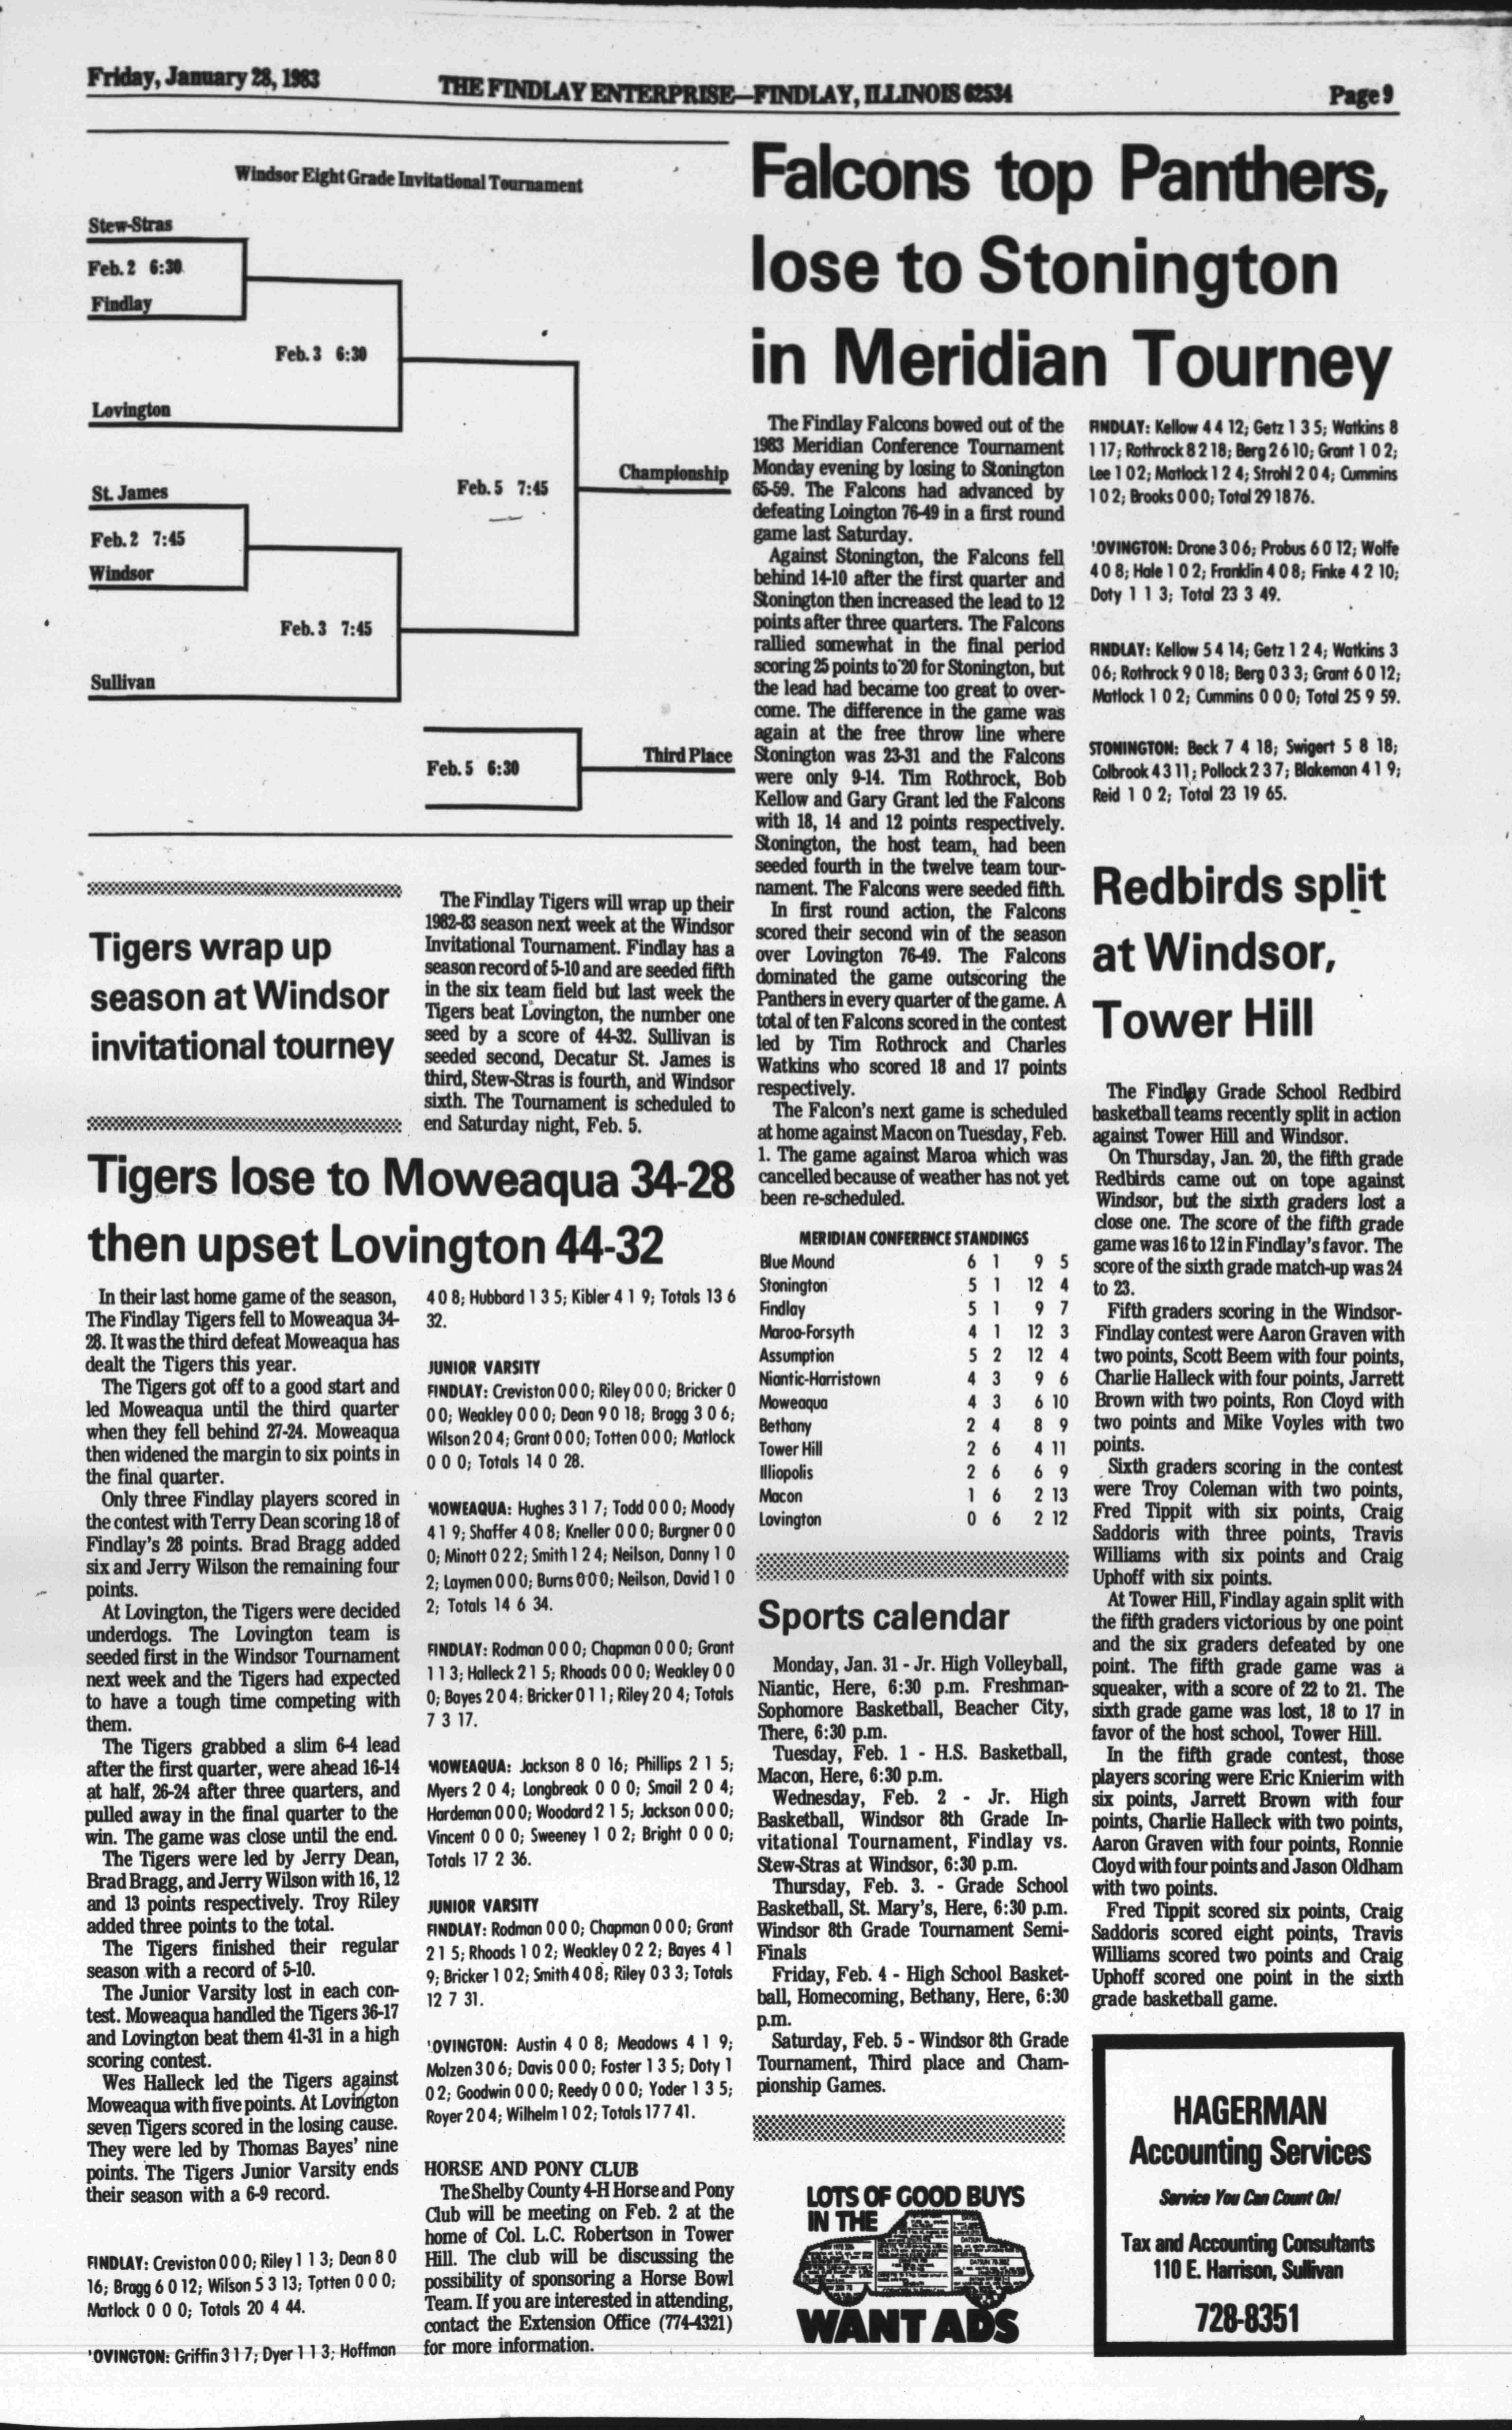 Friday, January 28, 1983
THE FINDLAY ENTERPRISE—FINDLAY, ILLINOIS 62534
Page 9
Windsor Eight Grade Invitational Tournament
Stew-Stras
Feb. 2 6:30
Findlay
Feb. 3 6:30
Lovington
St. James
Feb. 2 7:45
Windsor
Feb. 3 7:45
Sullivan
Feb. 5 7:45
Championship
Feb. 5 6:30
Third Place
Tigers wrap up
season at Windsor
invitational tourney
The Findlay Tigers will wrap up their
1982-83 season next week at the Windsor
Invitational Tournament. Findlay has a
season record of 5-10 and are seeded fifth
in the six team field but last week the
Tigers beat Lovington, the number one
seed by a score of 44-32. Sullivan is
seeded second, Decatur St. James is
third, Stew-Stras is fourth, and Windsor
sixth. The Tournament is scheduled to
end Saturday night, Feb. 5.
Tigers lose to Moweaqua 34-28
then upset Lovington 44-32
In their last home game of the season,
The Findlay Tigers fell to Moweaqua 34-
28. It was the third defeat Moweaqua has
dealt the Tigers this year.
The Tigers got off to a good start and
led Moweaqua until the third quarter
when they fell behind 27-24. Moweaqua
then widened the margin to six points in
the final quarter.
Only three Findlay players scored in
the contest with Terry Dean scoring 18 of
Findlay's 28 points. Brad Bragg added
six and Jerry Wilson the remaining four
points.
At Lovington, the Tigers were decided
underdogs. The Lovington team is
seeded first in the Windsor Tournament
next week and the Tigers had expected
to have a tough time competing with
them.
The Tigers grabbed a slim 6-4 lead
after the first quarter, were ahead 16-14
at half, 26-24 after three quarters, and
pulled away in the final quarter to the
win. The game was close until the end.
The Tigers were led by Jerry Dean,
Brad Bragg, and Jerry Wilson with 16, 12
and 13 points respectively. Troy Riley
added three points to the total.
The Tigers finished their regular
season with a record of 5-10.
The Junior Varsity lost in each con-
test. Moweaqua handled the Tigers 36-17
and Lovington beat them 41-31 in a high
scoring contest.
Wes Halleck led the Tigers against
Moweaqua with five points. At Lovington
seven Tigers scored in the losing cause.
They were led by Thomas Bayes' nine
points. The Tigers Junior Varsity ends
their season with a 6-9 record.
FINDLAY: Creviston 0 0 0; Riley 1 1 3; Dean 8 0
16; Bragg 6 0 12; Wilson 5 3 13; Totten 0 0 0;
Matlock 0 0 0; Totals 20 4 44.
'OVINGTON: Griffin 3 1 7; Dyer 1 1 3; Hoffman
4 0 8; Hubbard 1 3 5; Kibler 4 1 9; Totals 13 6
32.
JUNIOR VARSITY
FINDLAY: Creviston 0 0 0; Riley 0 0 0; Bricker 0
0 0; Weakley 0 0 0; Dean 9 0 18; Bragg 3 0 6;
Wilson 2 0 4; Grant 0 0 0; Totten 0 0 0; Matlock
0 0 0; Totals 14 0 28.
MOWEAQUA: Hughes 3 1 7; Todd 0 0 0; Moody
4 1 9; Shaffer 4 0 8; Kneller 0 0 0; Burgner 0 0
0; Minott 0 2 2; Smith 1 2 4; Neilson, Danny 1 0
2; Laymen 0 0 0; Burns 0 0 0; Neilson, David 1 0
2; Totals 14 6 34.
FINDLAY: Rodman 0 0 0; Chapman 0 0 0; Grant
1 1 3; Halleck 2 1 5; Rhoads 0 0 0; Weakley 0 0
0; Bayes 2 0 4: Bricker 0 1 1; Riley 2 0 4; Totals
7 3 17.
MOWEAQUA: Jackson 8 0 16; Phillips 2 1 5;
Myers 2 0 4; Longbreak 0 0 0; Smail 2 0 4;
Hardeman 0 0 0; Woodard 2 1 5; Jackson 0 0 0;
Vincent 0 0 0; Sweeney 1 0 2; Bright 0 0 0;
Totals 17 2 36.
JUNIOR VARSITY
FINDLAY: Rodman 0 0 0; Chapman 0 0 0; Grant
2 1 5; Rhoads 1 0 2; Weakley 0 2 2; Bayes 4 1
9; Bricker 1 0 2; Smith 4 0 8; Riley 0 3 3; Totals
12 7 31.
'OVINGTON: Austin 4 0 8; Meadows 4 1 9;
Molzen 3 0 6; Davis 0 0 0; Foster 1 3 5; Doty 1
0 2; Goodwin 0 0 0; Reedy 0 0 0; Yoder 1 3 5;
Royer 2 0 4; Wilhelm 1 0 2; Totals 17 7 41.
HORSE AND PONY CLUB
The Shelby County 4-H Horse and Pony
Club will be meeting on Feb. 2 at the
home of Col. L.C. Robertson in Tower
Hill. The club will be discussing the
possibility of sponsoring a Horse Bowl
Team. If you are interested in attending,
contact the Extension Office (774-4321)
for more information.
Falcons top Panthers,
lose to Stonington
in Meridian Tourney
The Findlay Falcons bowed out of the
1983 Meridian Conference Tournament
Monday evening by losing to Stonington
65-59. The Falcons had advanced by
defeating Loington 76-49 in a first round
game last Saturday.
Against Stonington, the Falcons fell
behind 14-10 after the first quarter and
Stonington then increased the lead to 12
points after three quarters. The Falcons
rallied somewhat in the final period
scoring 25 points to 20 for Stonington, but
the lead had became too great to over-
come. The difference in the game was
again at the free throw line where
Stonington was 23-31 and the Falcons
were only 9-14. Tim Rothrock, Bob
Kellow and Gary Grant led the Falcons
with 18, 14 and 12 points respectively.
Stonington, the host team, had been
seeded fourth in the twelve team tour-
nament. The Falcons were seeded fifth.
In first round action, the Falcons
scored their second win of the season
over Lovington 76-49. The Falcons
dominated the game outscoring the
Panthers in every quarter of the game. A
total of ten Falcons scored in the contest
led by Tim Rothrock and Charles
Watkins who scored 18 and 17 points
respectively.
The Falcon's next game is scheduled
at home against Macon on Tuesday, Feb.
1. The game against Maroa which was
cancelled because of weather has not yet
been re-scheduled.
MERIDIAN CONFERENCE STANDINGS
Blue Mound 6 1 9 5
Stonington 5 1 12 4
Findlay 5 1 9 7
Maroa-Forsyth 4 1 12 3
Assumption 5 2 12 4
Niantic-Harristown 4 3 9 6
Moweaqua 4 3 6 10
Bethany 2 4 8 9
Tower Hill 2 6 4 11
Illiopolis 2 6 6 9
Macon 1 6 2 13
Lovington 0 6 2 12
Sports calendar
Monday, Jan. 31 - Jr. High Volleyball,
Niantic, Here, 6:30 p.m. Freshman-
Sophomore Basketball, Beacher City,
There, 6:30 p.m.
Tuesday, Feb. 1 - H.S. Basketball,
Macon, Here, 6:30 p.m.
Wednesday, Feb. 2 - Jr. High
Basketball, Windsor 8th Grade In-
vitational Tournament, Findlay vs.
Stew-Stras at Windsor, 6:30 p.m.
Thursday, Feb. 3. - Grade School
Basketball, St. Mary's, Here, 6:30 p.m.
Windsor 8th Grade Tournament Semi-
Finals
Friday, Feb. 4 - High School Basket-
ball, Homecoming, Bethany, Here, 6:30
p.m.
Saturday, Feb. 5 - Windsor 8th Grade
Tournament, Third place and Cham-
pionship Games.
LOTS OF GOOD BUYS
IN THE
WANT ADS
FINDLAY: Kellow 4 4 12; Getz 1 3 5; Watkins 8
1 17; Rothrock 8 2 18; Berg 2 6 10; Grant 1 0 2;
Lee 1 0 2; Matlock 1 2 4; Strohl 2 0 4; Cummins
1 0 2; Brooks 0 0 0; Total 29 18 76.
'OVINGTON: Drone 3 0 6; Probus 6 0 12; Wolfe
4 0 8; Hale 1 0 2; Franklin 4 0 8; Finke 4 2 10;
Doty 1 1 3; Total 23 3 49.
FINDLAY: Kellow 5 4 14; Getz 1 2 4; Watkins 3
0 6; Rothrock 9 0 18; Berg 0 3 3; Grant 6 0 12;
Matlock 1 0 2; Cummins 0 0 0; Total 25 9 59.
STONINGTON: Beck 7 4 18; Swigert 5 8 18;
Colbrook 4 3 11; Pollock 2 3 7; Blakeman 4 1 9;
Reid 1 0 2; Total 23 19 65.
Redbirds split
at Windsor,
Tower Hill
The Findlay Grade School Redbird
basketball teams recently split in action
against Tower Hill and Windsor.
On Thursday, Jan. 20, the fifth grade
Redbirds came out on tope against
Windsor, but the sixth graders lost a
close one. The score of the fifth grade
game was 16 to 12 in Findlay's favor. The
score of the sixth grade match-up was 24
to 23.
Fifth graders scoring in the Windsor-
Findlay contest were Aaron Graven with
two points, Scott Beem with four points,
Charlie Halleck with four points, Jarrett
Brown with two points, Ron Cloyd with
two points and Mike Voyles with two
points.
Sixth graders scoring in the contest
were Troy Coleman with two points,
Fred Tippit with six points, Craig
Saddoris with three points, Travis
Williams with six points and Craig
Uphoff with six points.
At Tower Hill, Findlay again split with
the fifth graders victorious by one point
and the six graders defeated by one
point. The fifth grade game was a
squeaker, with a score of 22 to 21. The
sixth grade game was lost, 18 to 17 in
favor of the host school, Tower Hill.
In the fifth grade contest, those
players scoring were Eric Knierim with
six points, Jarrett Brown with four
points, Charlie Halleck with two points,
Aaron Graven with four points, Ronnie
Cloyd with four points and Jason Oldham
with two points.
Fred Tippit scored six points, Craig
Saddoris scored eight points, Travis
Williams scored two points and Craig
Uphoff scored one point in the sixth
grade basketball game.
HAGERMAN
Accounting Services
Service You Can Count On!
Tax and Accounting Consultants
110 E. Harrison, Sullivan
728-8351